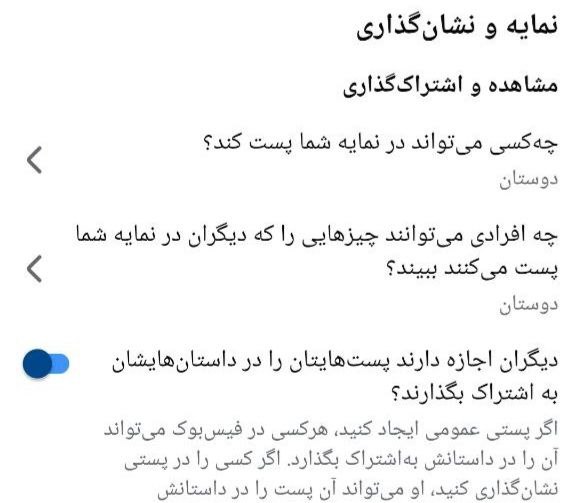 نمایه و نشان‌گذاری
مشاهده و اشتراک‌گذاری
چه‌کسی می‌تواند در نمایه شما پست کند؟
دوستان
چه افرادی می‌توانند چیزهایی را که دیگران در نمایه شما
پست می‌کنند ببیند؟
دوستان
دیگران اجازه دارند پست‌هایتان را در داستان‌هایشان
به اشتراک بگذارند؟
اگر پستی عمومی ایجاد کنید، هرکسی در فیس‌بوک می‌تواند
آن را در داستانش به‌اشتراک بگذارد. اگر کسی را در پستی
نشان‌گذاری کنید، او می‌تواند آن پست را در داستانش